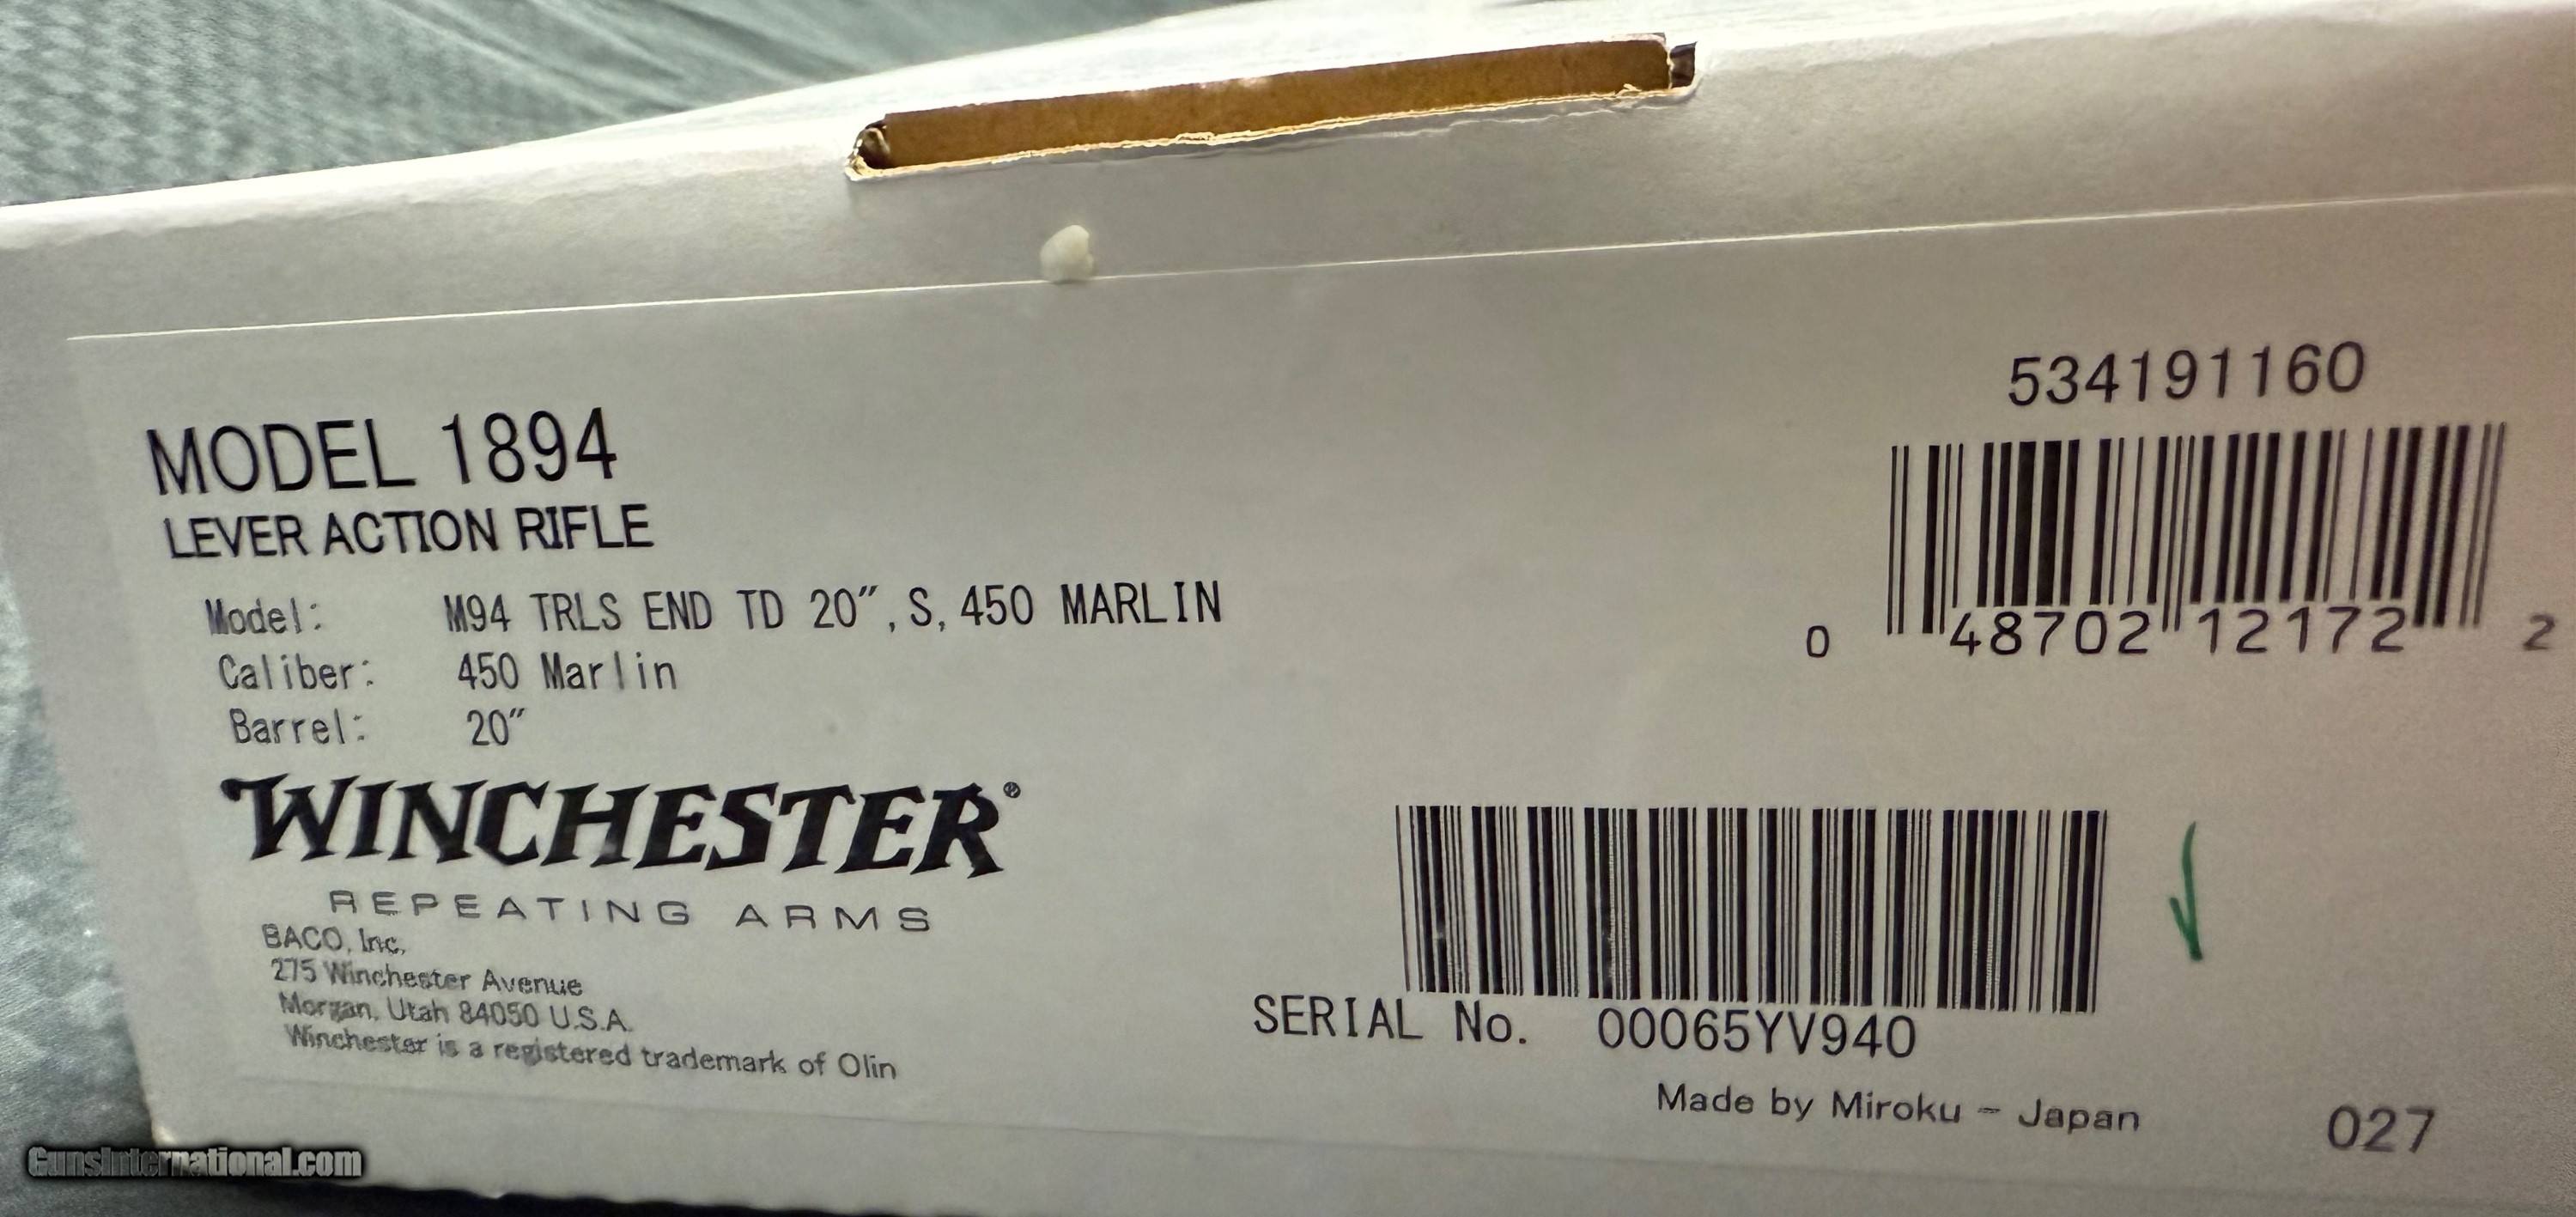 MODEL 1894
LEVER ACTION RIFLE
Model: M94 TRLS END TD 20″,S,450 MARLIN
Caliber: 450 Marlin
Barrel: 20″
WINCHESTER®
REPEATING ARMS
BACO, Inc.
275 Winchester Avenue
Morgan, Utah 84050 U.S.A.
Winchester is a registered trademark of Olin
534191160
0 48702 12172 2
SERIAL No. 00065YV940
Made by Miroku - Japan
027
GunsInternational.com